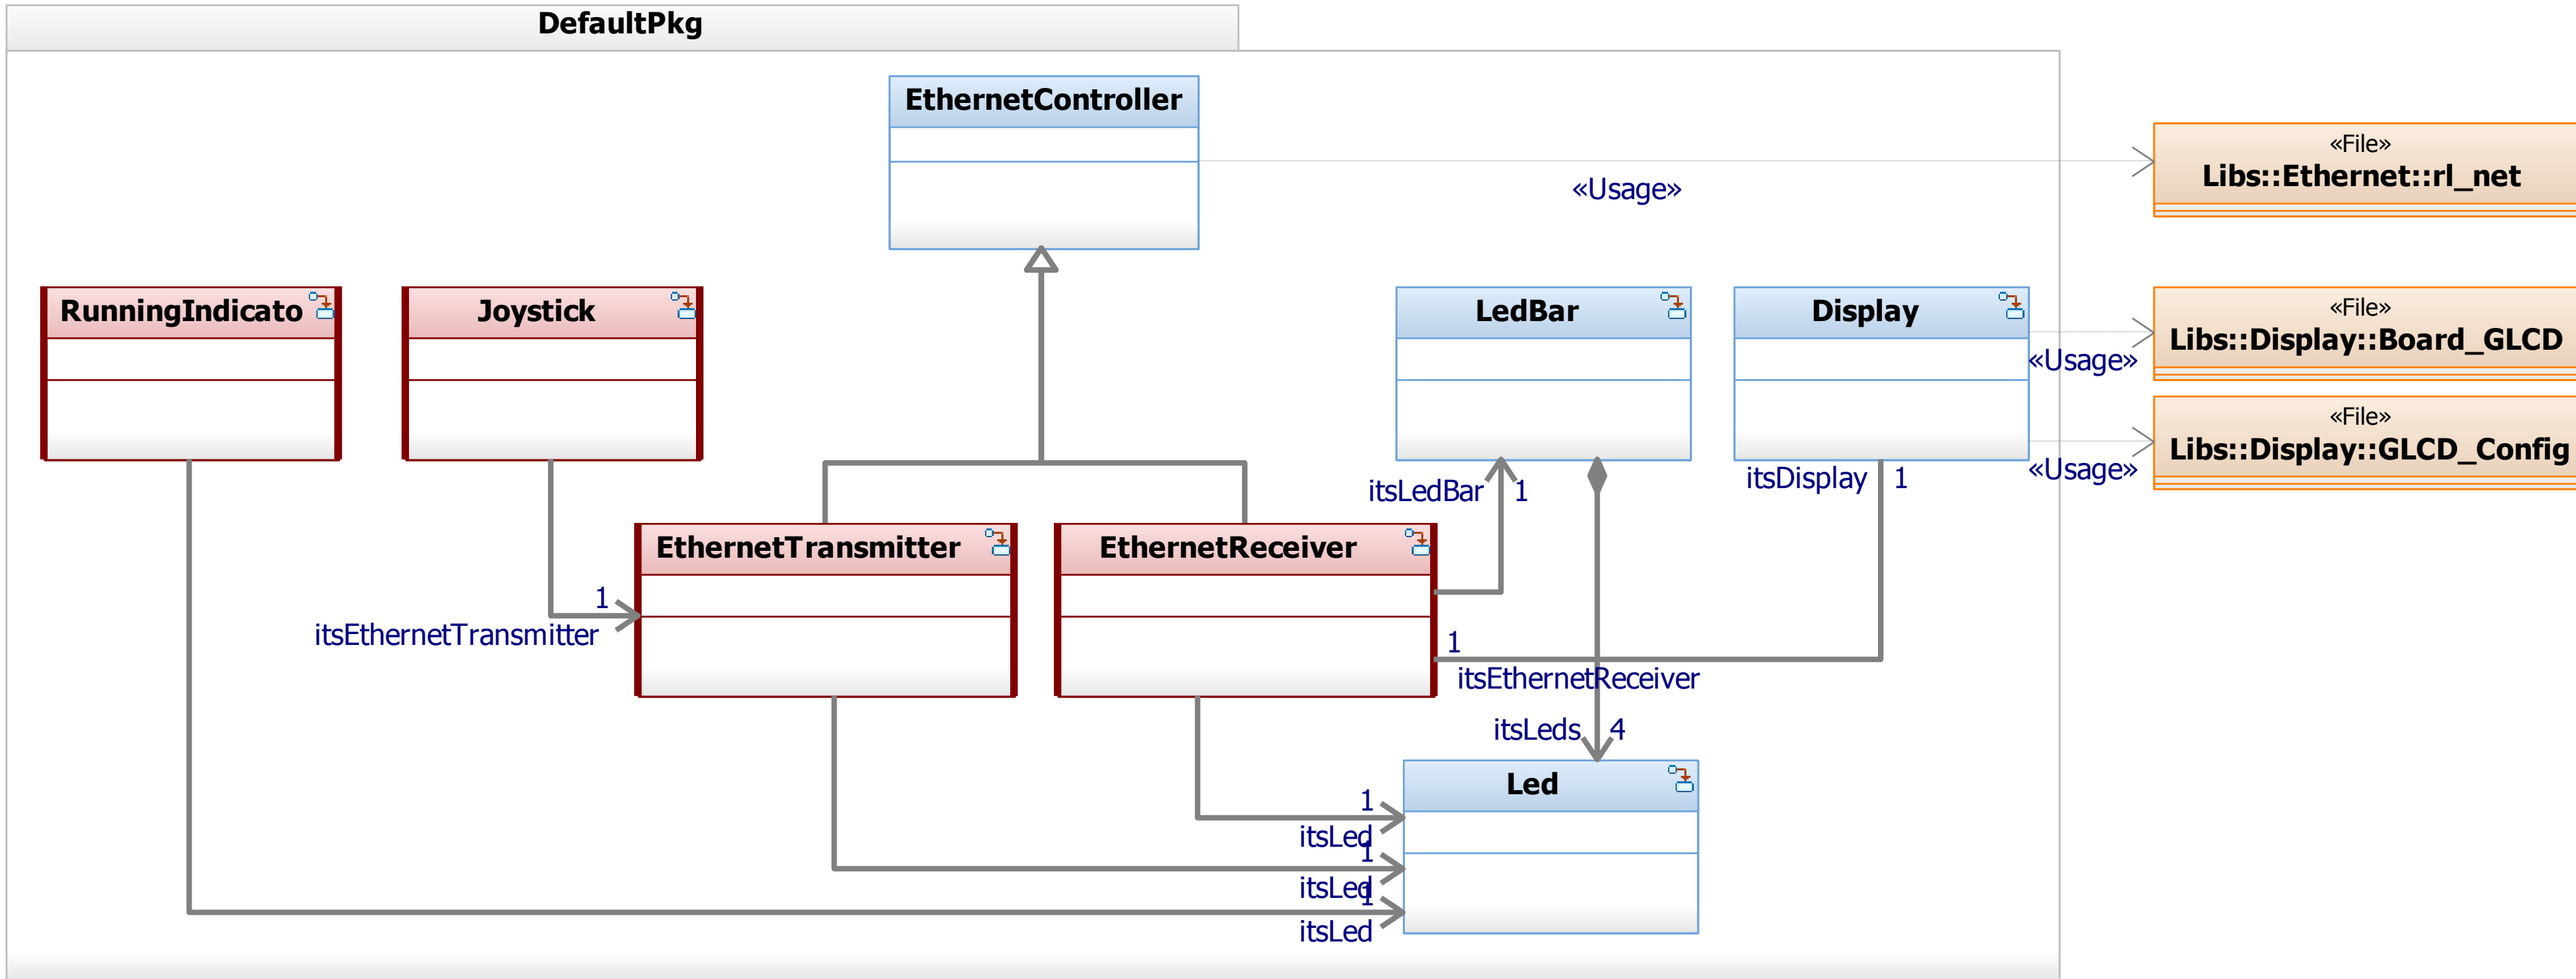 DefaultPkg
EthernetController
«Usage»
«File»
Libs::Ethernet::rl_net
RunningIndicato
Joystick
LedBar
Display
«Usage»
«File»
Libs::Display::Board_GLCD
«Usage»
«File»
Libs::Display::GLCD_Config
itsLedBar 1
itsDisplay 1
EthernetTransmitter
EthernetReceiver
1
itsEthernetTransmitter
1
itsEthernetReceiver
itsLeds 4
Led
1
itsLed
1
itsLed
1
itsLed